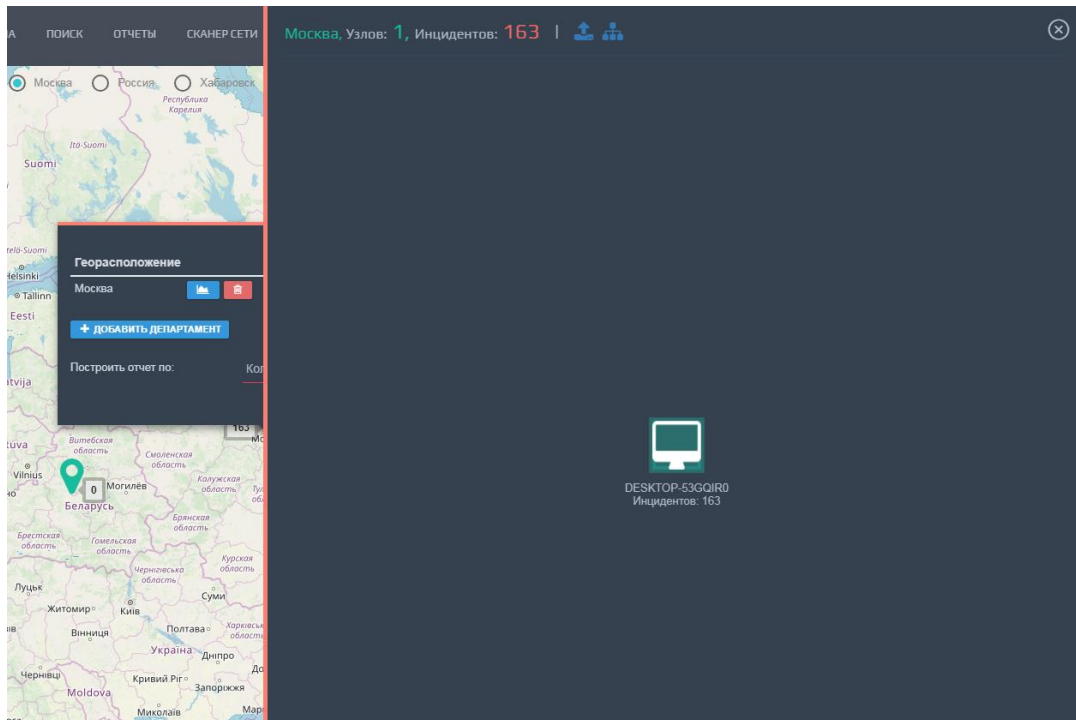 ПОИСК ОТЧЕТЫ СКАНЕР СЕТИ
Москва, Узлов: 1, Инцидентов: 163 |
Москва Россия Хабаровск
Республика
Карелия
Itä-Suomi
Suomi
Георасположение
Helsinki
Москва
Tallinn
Eesti
+ ДОБАВИТЬ ДЕПАРТАМЕНТ
Построить отчет по:
163
Витебская
область
Смоленская
область
Vilnius
0
Могилёв
Калужская
область
Беларусь
Брянская
область
Брестская
область
Гомельская
область
Курская
область
Чернігівська
область
Луцьк
Суми
Житомир
Київ
Вінниця
Полтава
область
Україна
Дніпро
Чернівці
Кривий Ріг
Запоріжжя
Moldova
Миколаїв
DESKTOP-53GQIR0
Инцидентов: 163